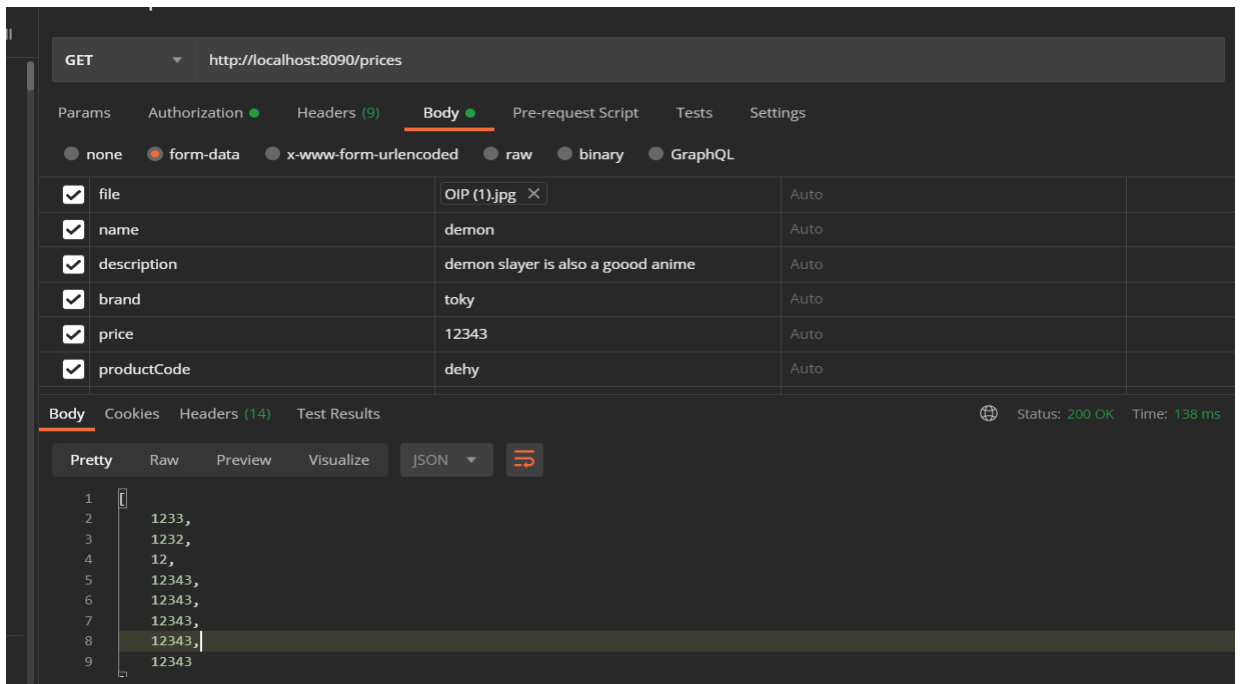 GET http://localhost:8090/prices
Params Authorization Headers (9) Body Pre-request Script Tests Settings
none form-data x-www-form-urlencoded raw binary GraphQL
file OIP (1).jpg Auto
name demon Auto
description demon slayer is also a goood anime Auto
brand toky Auto
price 12343 Auto
productCode dehy Auto
Body Cookies Headers (14) Test Results Status: 200 OK Time: 138 ms
Pretty Raw Preview Visualize JSON
1 [
2 1233,
3 1232,
4 12,
5 12343,
6 12343,
7 12343,
8 12343,
9 12343